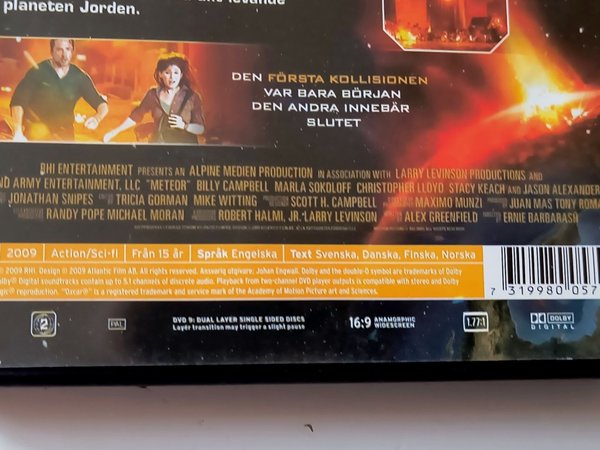 planeten Jorden.
DEN FÖRSTA KOLLISIONEN
VAR BARA BÖRJAN
DEN ANDRA INNEBÄR
SLUTET
RHI ENTERTAINMENT PRESENTS AN ALPINE MEDIEN PRODUCTION IN ASSOCIATION WITH LARRY LEVINSON PRODUCTIONS AND
ND ARMY ENTERTAINMENT, LLC "METEOR" BILLY CAMPBELL MARLA SOKOLOFF CHRISTOPHER LLOYD STACY KEACH AND JASON ALEXANDER
JONATHAN SNIPES TRICIA GORMAN MIKE WITTING SCOTT H. CAMPBELL MAXIMO MUNZI JUAN MAS TONY ROMA
RANDY POPE MICHAEL MORAN ROBERT HALMI, JR. LARRY LEVINSON ALEX GREENFIELD ERNIE BARBARASH
2009 Action/Sci-fi Från 15 år Språk Engelska Text Svenska, Danska, Finska, Norska
© 2009 RHI. Design © 2009 Atlantic Film AB. All rights reserved. Ansvarig utgivare: Johan Engwall. Dolby and the double-D symbol are trademarks of Dolby
Dolby® Digital soundtracks contain up to 5.1 channels of discrete audio. Playback from two-channel DVD player outputs is compatible with stereo and Dolby
ogic® reproduction. "Oscar®" is a registered trademark and service mark of the Academy of Motion Picture art and Sciences.
7 319980 057
2 PAL DVD 9: DUAL LAYER SINGLE SIDED DISCS
Layer transition may trigger a slight pause
16:9 ANAMORPHIC
WIDESCREEN
1.77:1
DOLBY
DIGITAL